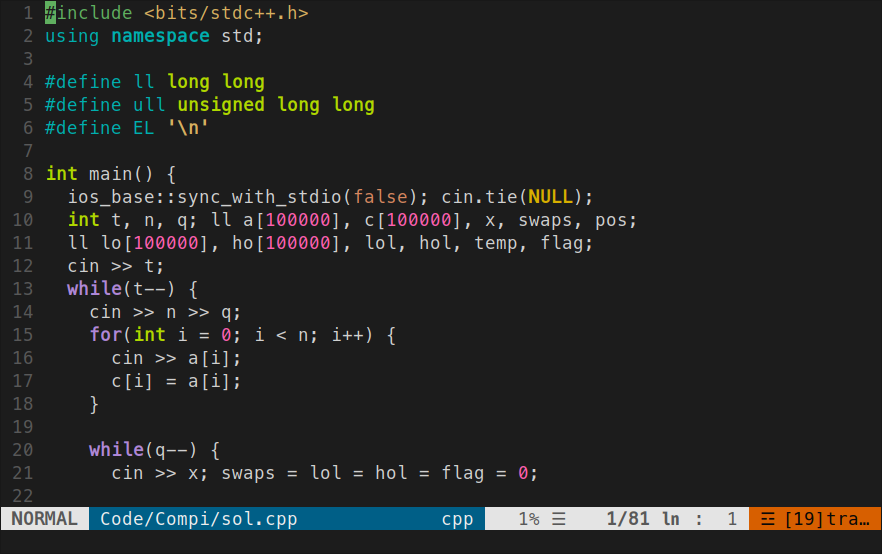 1 #include <bits/stdc++.h>
2 using namespace std;
3
4 #define ll long long
5 #define ull unsigned long long
6 #define EL '\n'
7
8 int main() {
9   ios_base::sync_with_stdio(false); cin.tie(NULL);
10   int t, n, q; ll a[100000], c[100000], x, swaps, pos;
11   ll lo[100000], ho[100000], lol, hol, temp, flag;
12   cin >> t;
13   while(t--) {
14     cin >> n >> q;
15     for(int i = 0; i < n; i++) {
16       cin >> a[i];
17       c[i] = a[i];
18     }
19
20     while(q--) {
21       cin >> x; swaps = lol = hol = flag = 0;
22
NORMAL Code/Compi/sol.cpp cpp 1% ☰ 1/81 ln : 1 ☲ [19]tra…